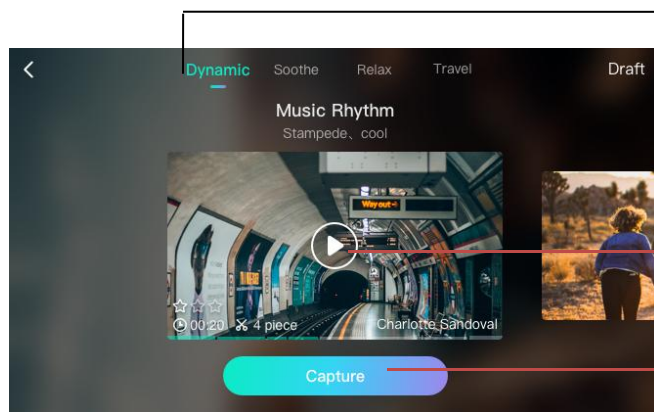 Dynamic Soothe Relax Travel Draft
Music Rhythm
Stampede、cool
Way out
00:20 4 piece Charlotte Sandoval
Capture